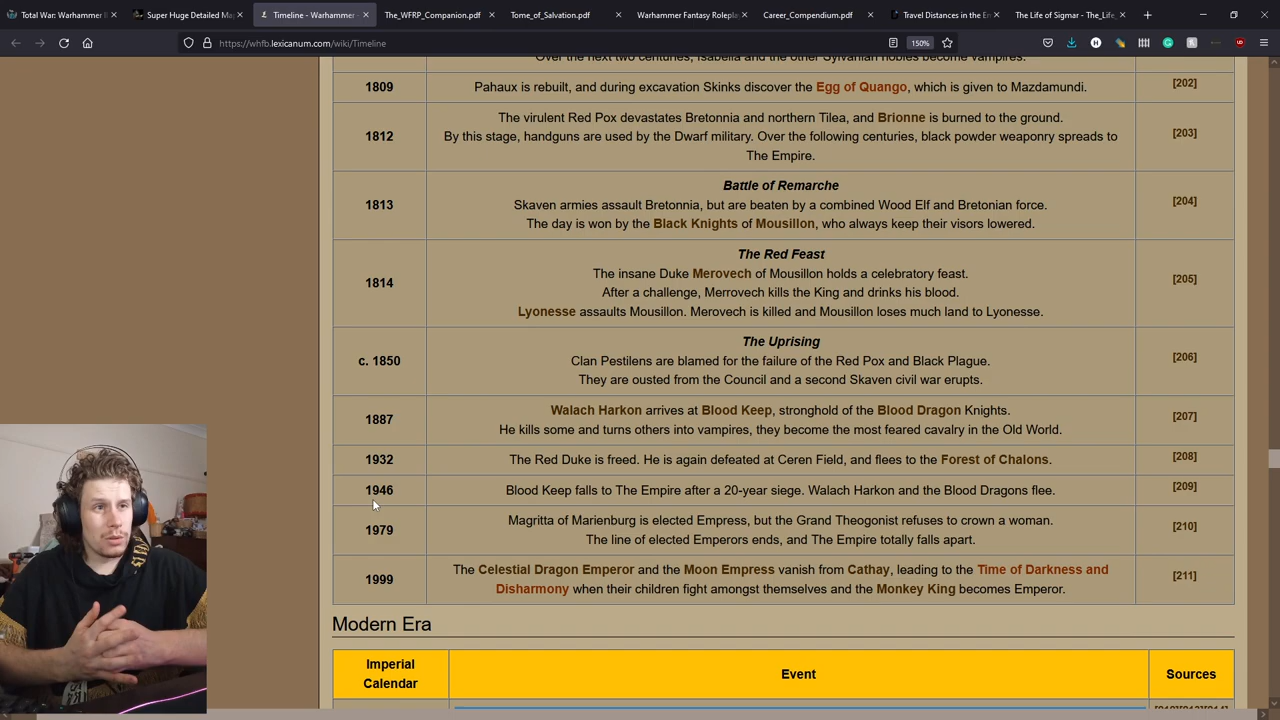 Total War: Warhammer
Super Huge Detailed Ma
Timeline - Warhammer -
The_WFRP_Companion.pdf
Tome_of_Salvation.pdf
Warhammer Fantasy Rolepla
Career_Compendium.pdf
Travel Distances in the E
The Life of Sigmar - The_Life_
https://whfb.lexicanum.com/wiki/Timeline
150%
Over the next two centuries, Isabella and the other Sylvanian nobles become vampires.
1809
Pahaux is rebuilt, and during excavation Skinks discover the Egg of Quango, which is given to Mazdamundi.
[202]
The virulent Red Pox devastates Bretonnia and northern Tilea, and Brionne is burned to the ground.
1812
By this stage, handguns are used by the Dwarf military. Over the following centuries, black powder weaponry spreads to
The Empire.
[203]
Battle of Remarche
1813
Skaven armies assault Bretonnia, but are beaten by a combined Wood Elf and Bretonian force.
The day is won by the Black Knights of Mousillon, who always keep their visors lowered.
[204]
The Red Feast
The insane Duke Merovech of Mousillon holds a celebratory feast.
1814
After a challenge, Merrovech kills the King and drinks his blood.
Lyonesse assaults Mousillon. Merovech is killed and Mousillon loses much land to Lyonesse.
[205]
The Uprising
c. 1850
Clan Pestilens are blamed for the failure of the Red Pox and Black Plague.
They are ousted from the Council and a second Skaven civil war erupts.
[206]
1887
Walach Harkon arrives at Blood Keep, stronghold of the Blood Dragon Knights.
He kills some and turns others into vampires, they become the most feared cavalry in the Old World.
[207]
1932
The Red Duke is freed. He is again defeated at Ceren Field, and flees to the Forest of Chalons.
[208]
1946
Blood Keep falls to The Empire after a 20-year siege. Walach Harkon and the Blood Dragons flee.
[209]
1979
Magritta of Marienburg is elected Empress, but the Grand Theogonist refuses to crown a woman.
The line of elected Emperors ends, and The Empire totally falls apart.
[210]
1999
The Celestial Dragon Emperor and the Moon Empress vanish from Cathay, leading to the Time of Darkness and
Disharmony when their children fight amongst themselves and the Monkey King becomes Emperor.
[211]
Modern Era
Imperial
Calendar
Event
Sources